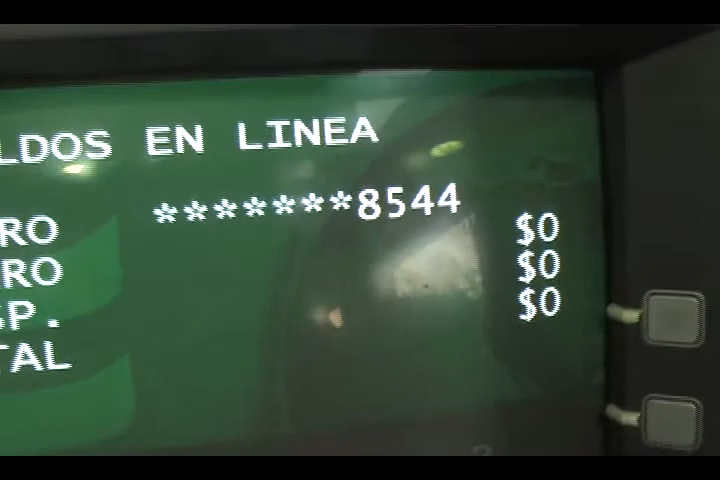 LDOS EN LINEA
*******8544
RO $0
RO $0
SP. $0
TAL